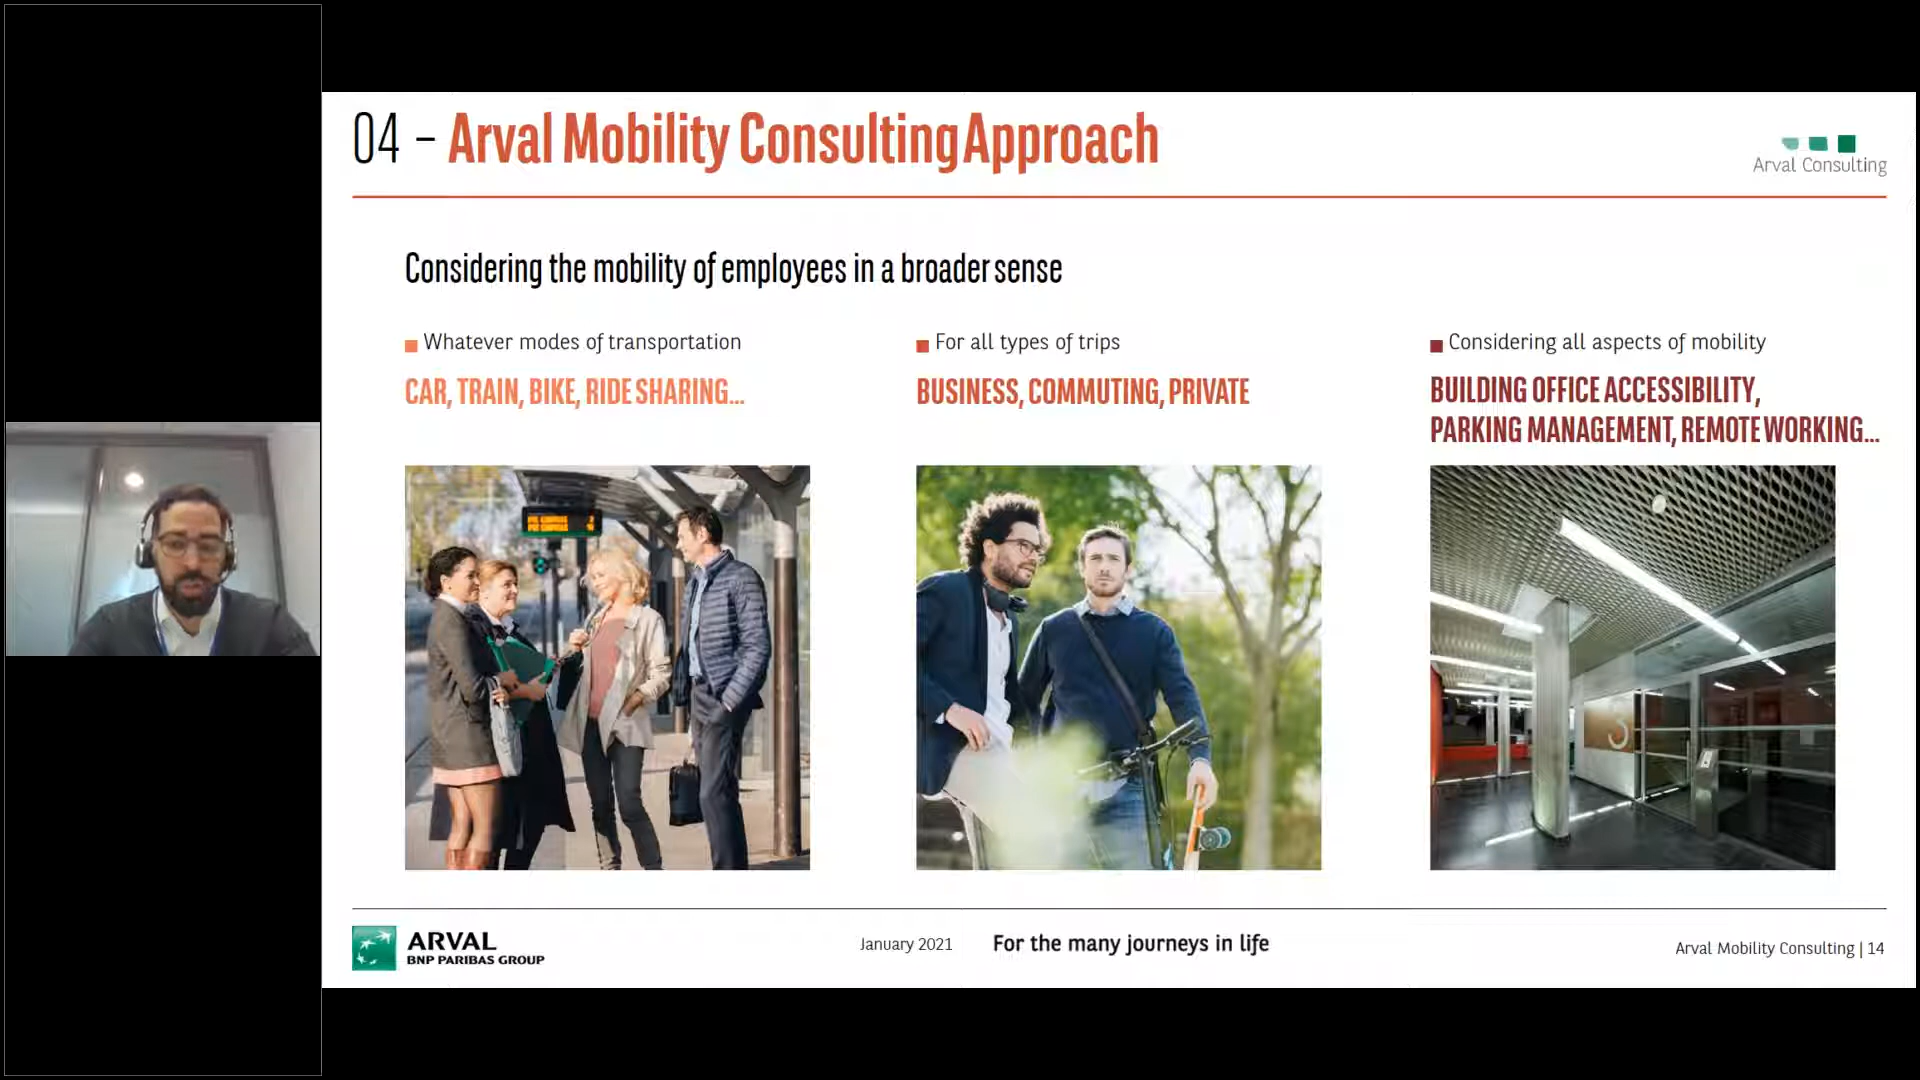 04 – Arval Mobility Consulting Approach
Arval Consulting
Considering the mobility of employees in a broader sense
Whatever modes of transportation
CAR, TRAIN, BIKE, RIDE SHARING...
For all types of trips
BUSINESS, COMMUTING, PRIVATE
Considering all aspects of mobility
BUILDING OFFICE ACCESSIBILITY,
PARKING MANAGEMENT, REMOTE WORKING...
3
ARVAL
BNP PARIBAS GROUP
January 2021
For the many journeys in life
Arval Mobility Consulting | 14